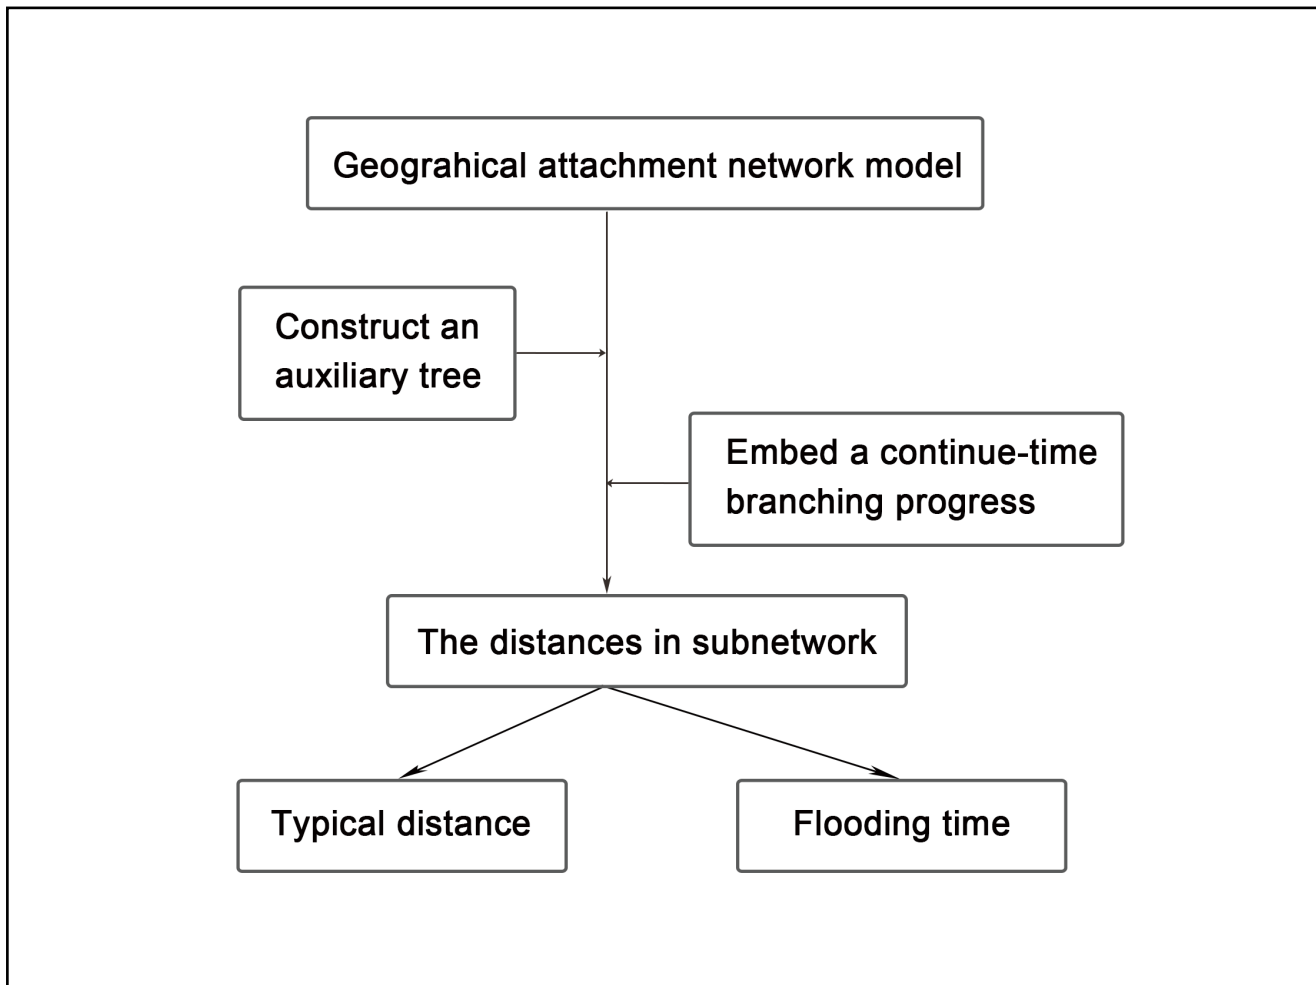 Geograhical attachment network model
Construct an
auxiliary tree
Embed a continue-time
branching progress
The distances in subnetwork
Typical distance
Flooding time